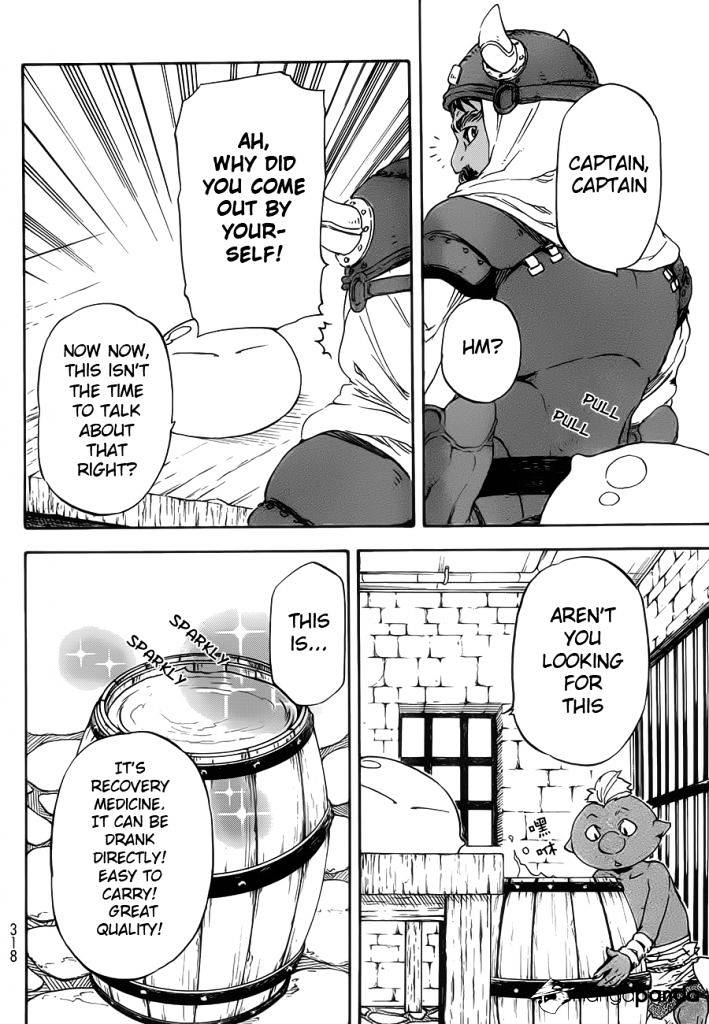 CAPTAIN,
CAPTAIN
HM?
PULL
PULL
AH,
WHY DID
YOU COME
OUT BY
YOUR-
SELF!
NOW NOW,
THIS ISN'T
THE TIME
TO TALK
ABOUT
THAT
RIGHT?
AREN'T
YOU
LOOKING
FOR
THIS
嘿
咻
THIS
IS...
SPARKLY
SPARKLY
IT'S
RECOVERY
MEDICINE.
IT CAN BE
DRANK
DIRECTLY!
EASY TO
CARRY!
GREAT
QUALITY!
318
mangapanda